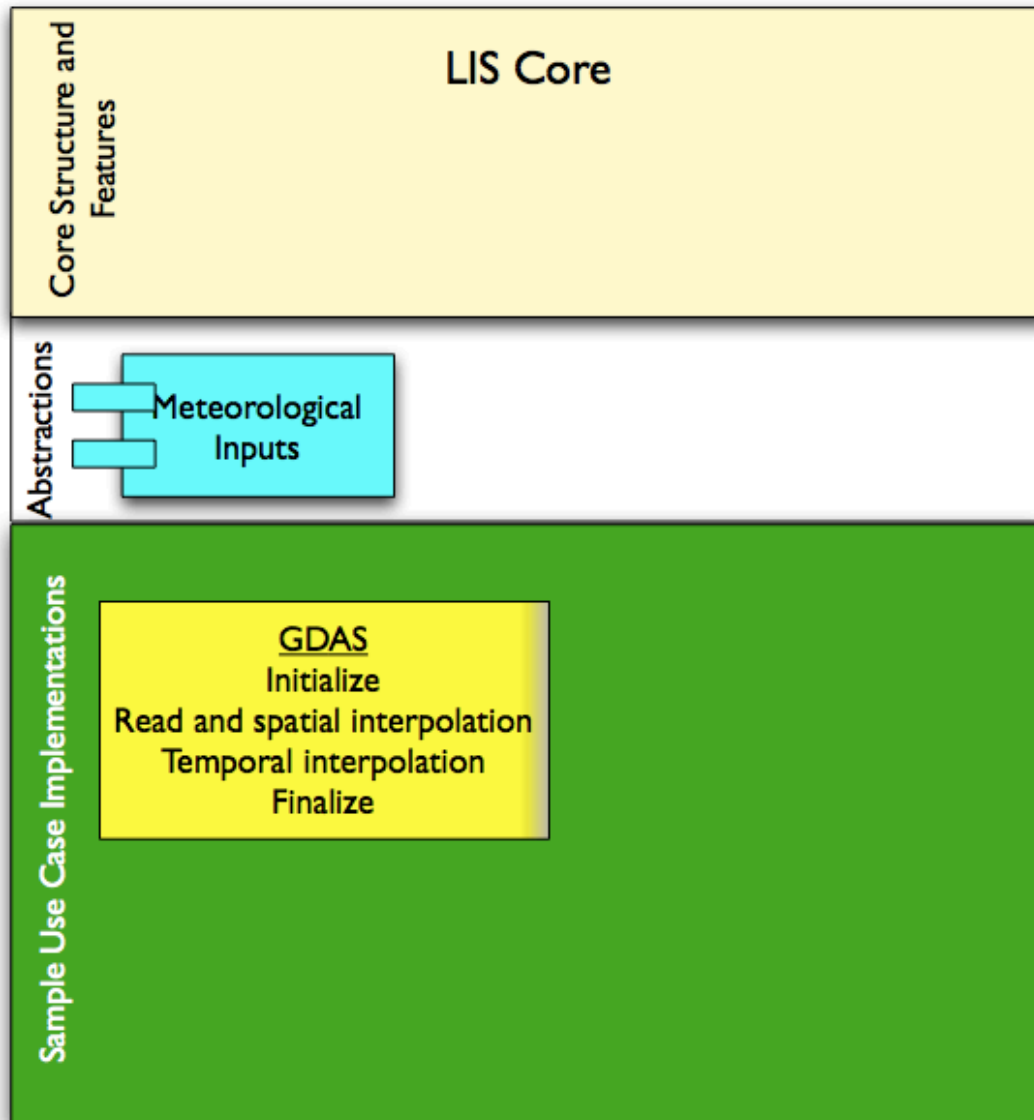 Core Structure and
Features
LIS Core
Abstractions
Meteorological
Inputs
Sample Use Case Implementations
GDAS
Initialize
Read and spatial interpolation
Temporal interpolation
Finalize